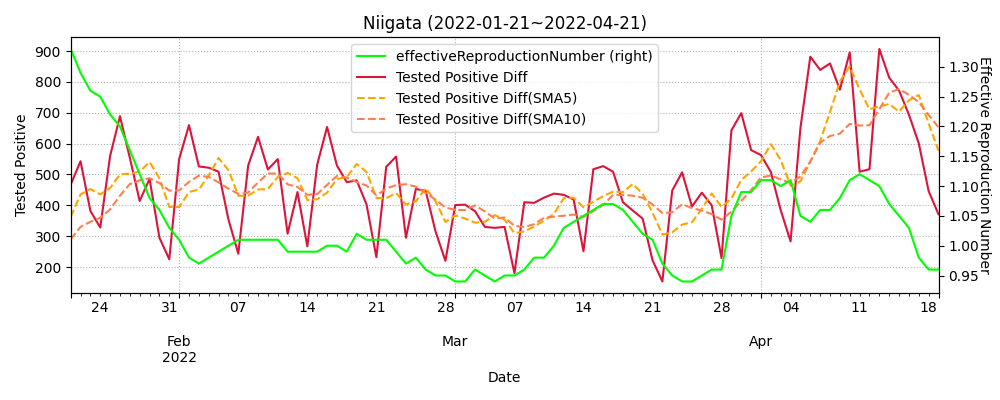 Niigata (2022-01-21~2022-04-21)
effectiveReproductionNumber (right)
Tested Positive Diff
Tested Positive Diff(SMA5)
Tested Positive Diff(SMA10)
Tested Positive
900
800
700
600
500
400
300
200
1.30
1.25
1.20
1.15
1.10
1.05
1.00
0.95
Effective Reproduction Number
24 31 07 14 21 28 07 14 21 28 04 11 18
Feb Mar Apr
2022
Date